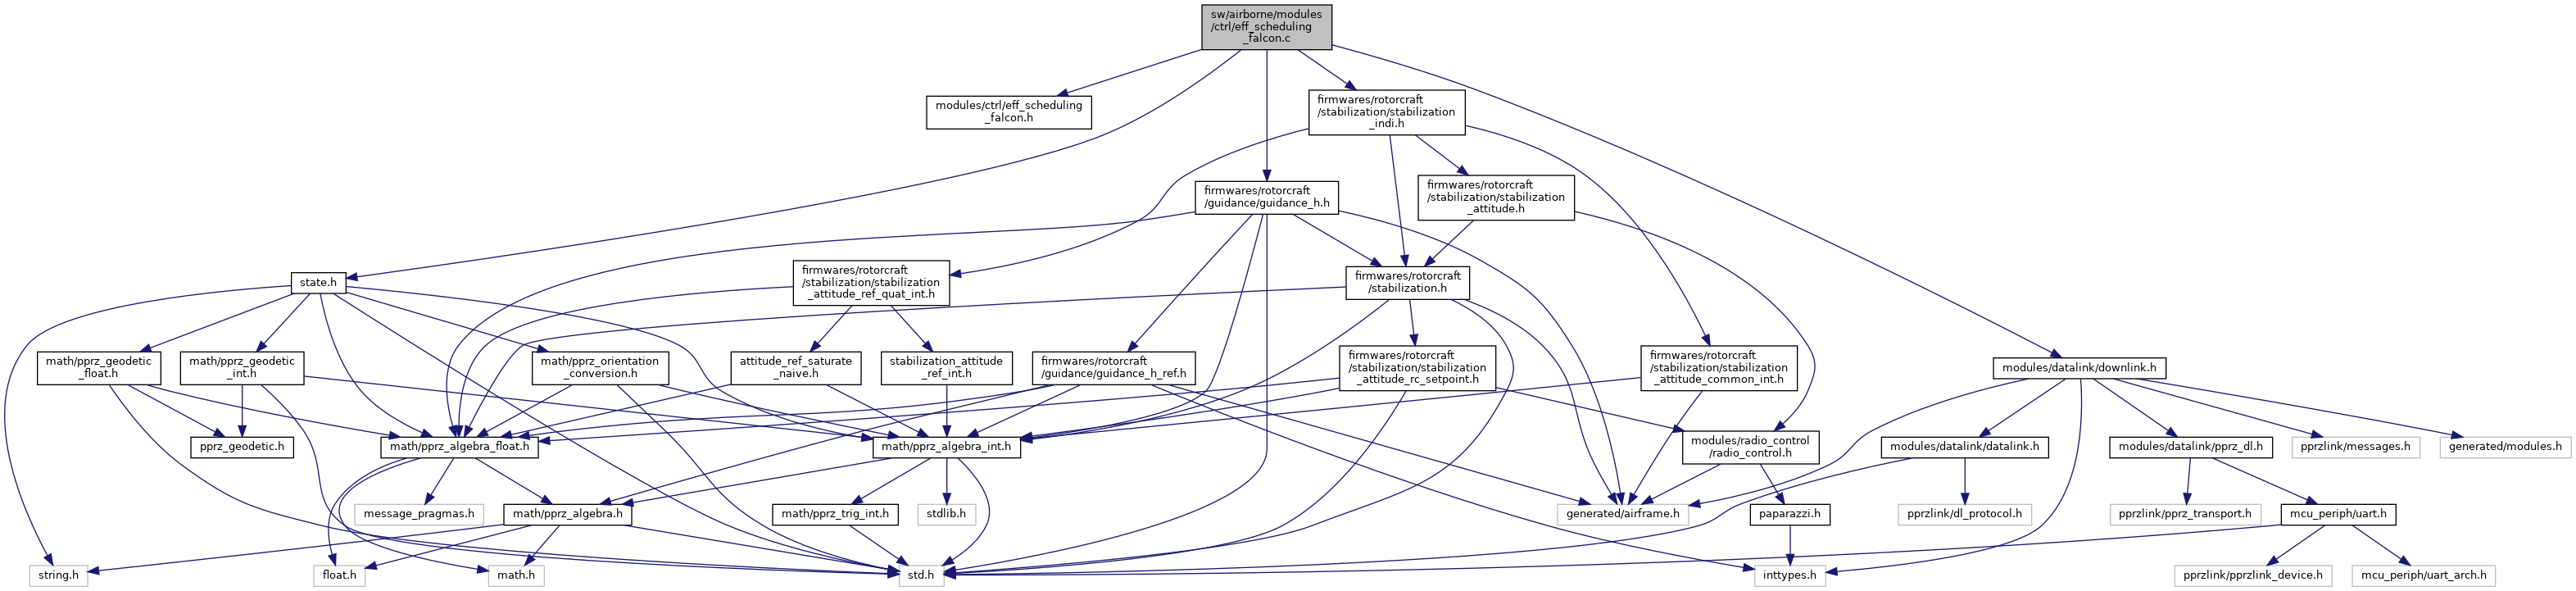 sw/airborne/modules
/ctrl/eff_scheduling
_falcon.c
modules/ctrl/eff_scheduling
_falcon.h
firmwares/rotorcraft
/stabilization/stabilization
_indi.h
firmwares/rotorcraft
/guidance/guidance_h.h
firmwares/rotorcraft
/stabilization/stabilization
_attitude.h
state.h
firmwares/rotorcraft
/stabilization/stabilization
_attitude_ref_quat_int.h
firmwares/rotorcraft
/stabilization.h
math/pprz_geodetic
_float.h
math/pprz_geodetic
_int.h
math/pprz_orientation
_conversion.h
attitude_ref_saturate
_naive.h
stabilization_attitude
_ref_int.h
firmwares/rotorcraft
/guidance/guidance_h_ref.h
firmwares/rotorcraft
/stabilization/stabilization
_attitude_rc_setpoint.h
firmwares/rotorcraft
/stabilization/stabilization
_attitude_common_int.h
modules/datalink/downlink.h
pprz_geodetic.h
math/pprz_algebra_float.h
math/pprz_algebra_int.h
modules/radio_control
/radio_control.h
modules/datalink/datalink.h
modules/datalink/pprz_dl.h
pprzlink/messages.h
generated/modules.h
message_pragmas.h
math/pprz_algebra.h
math/pprz_trig_int.h
stdlib.h
generated/airframe.h
paparazzi.h
pprzlink/dl_protocol.h
pprzlink/pprz_transport.h
mcu_periph/uart.h
string.h
float.h
math.h
std.h
inttypes.h
pprzlink/pprzlink_device.h
mcu_periph/uart_arch.h